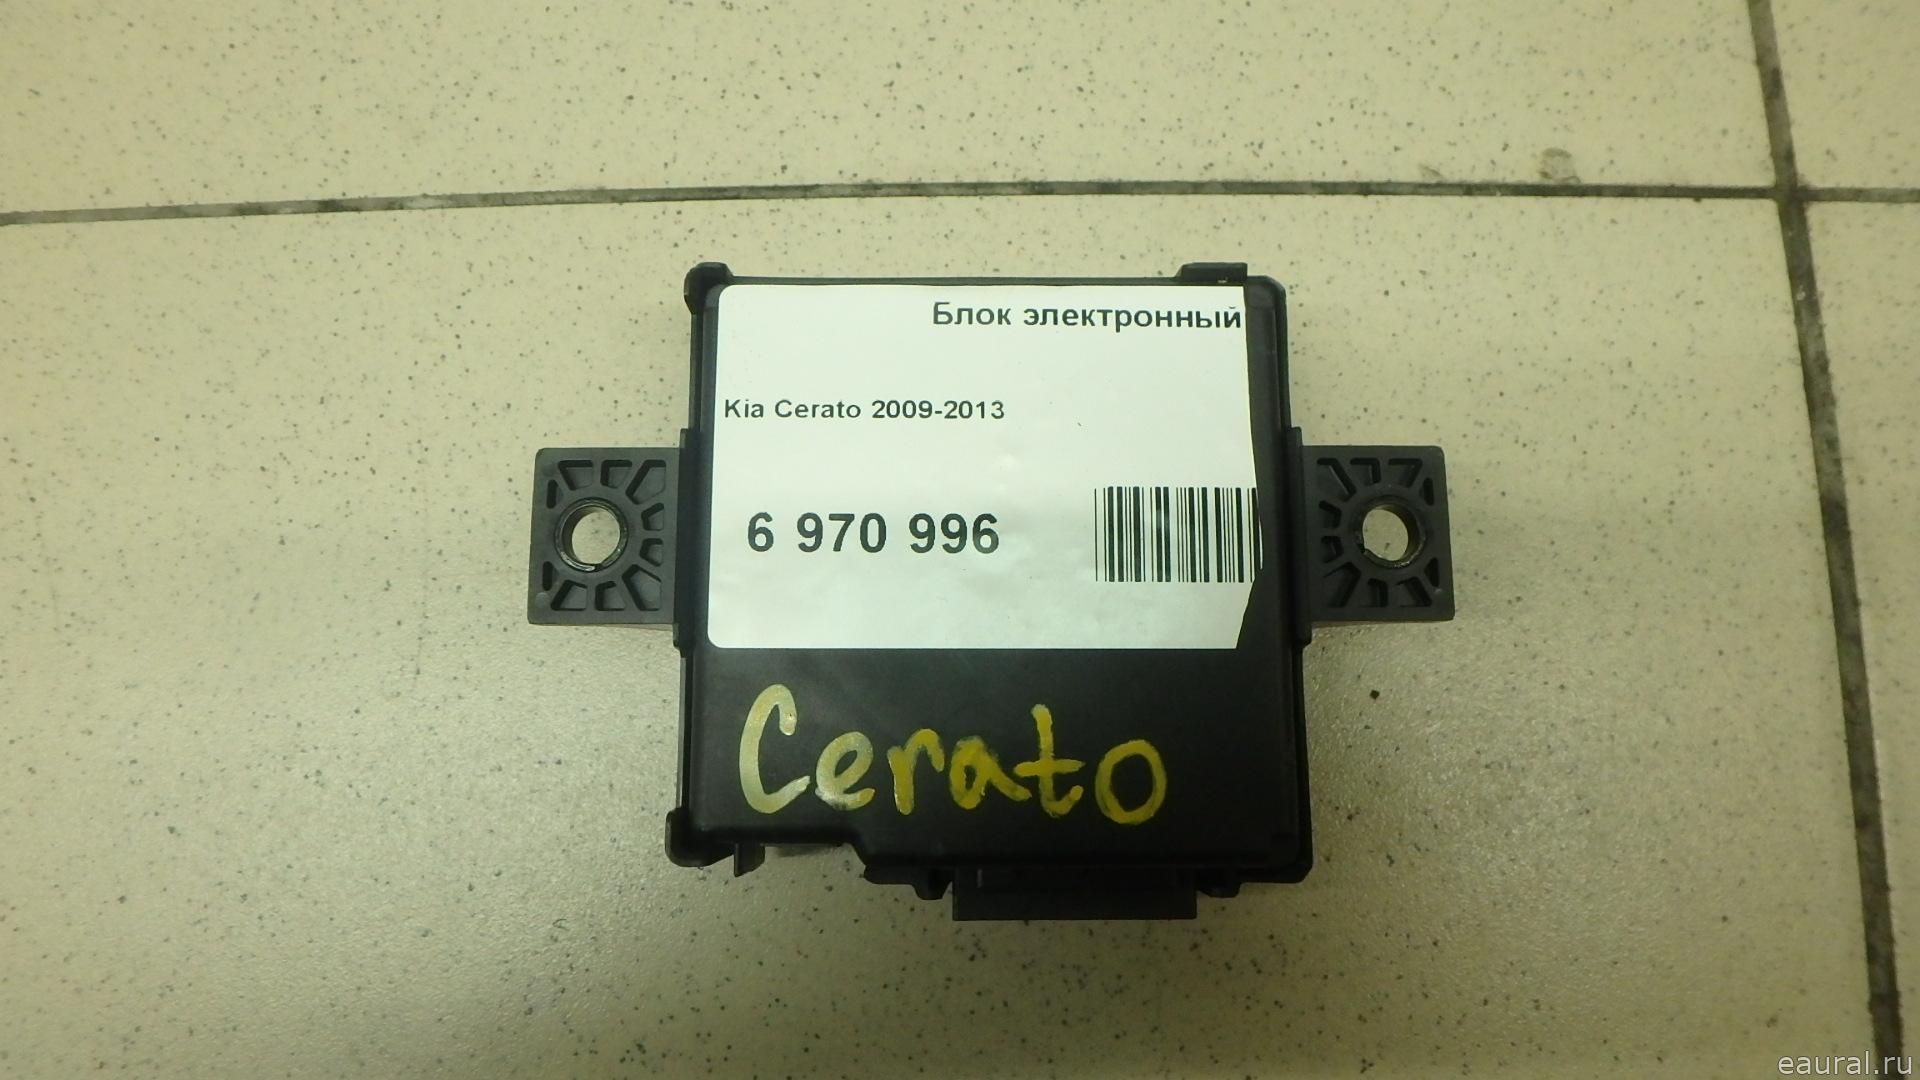 Блок электронный
Kia Cerato 2009-2013
6 970 996
Cerato
eaural.ru